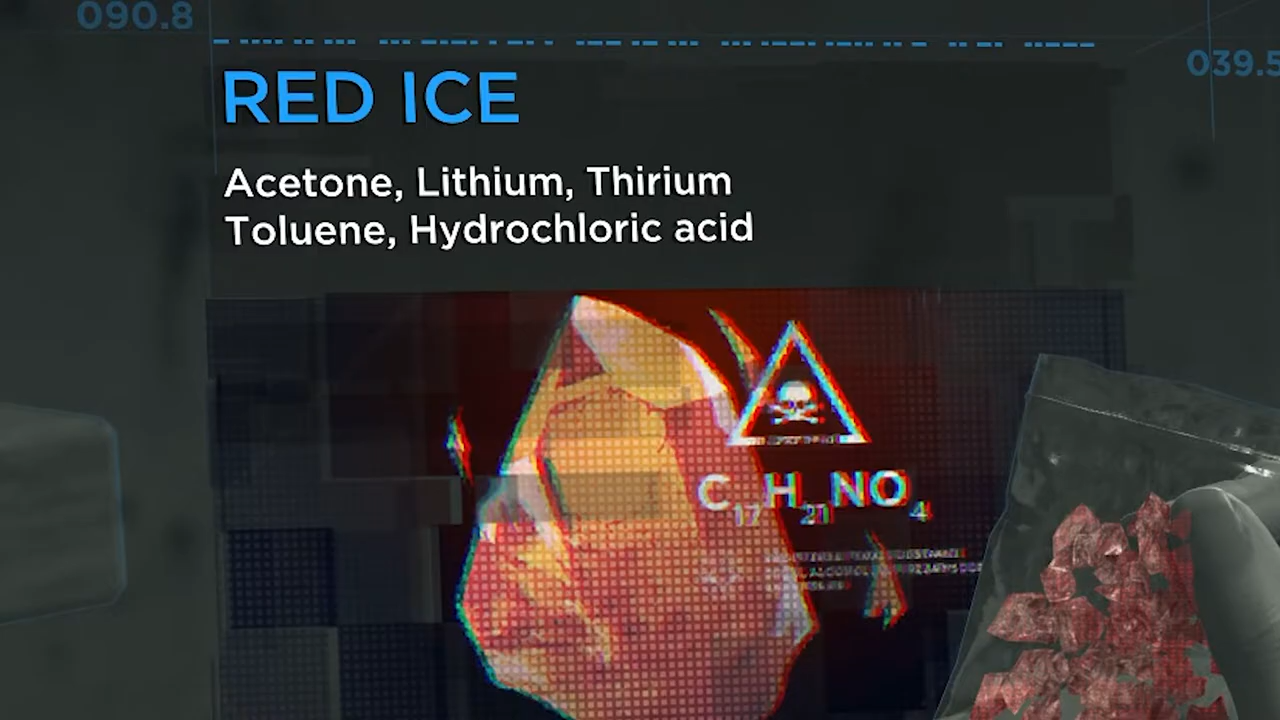 090.8
039.5
RED ICE
Acetone, Lithium, Thirium
Toluene, Hydrochloric acid
C17H21NO4